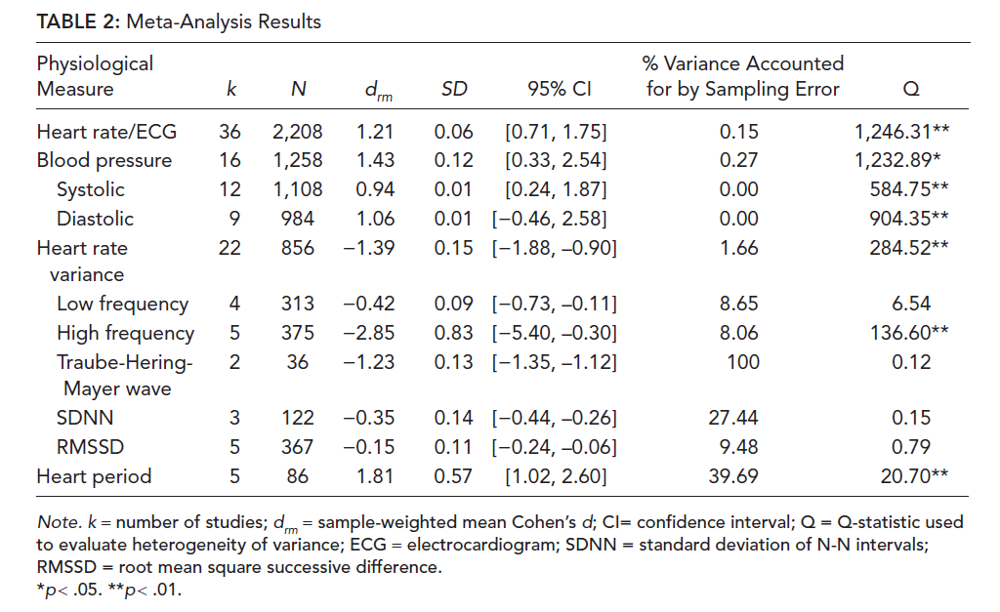 TABLE 2: Meta-Analysis Results
Physiological % Variance Accounted
Measure k N drm SD 95% CI for by Sampling Error Q
Heart rate/ECG 36 2,208 1.21 0.06 [0.71, 1.75] 0.15 1,246.31**
Blood pressure 16 1,258 1.43 0.12 [0.33, 2.54] 0.27 1,232.89*
Systolic 12 1,108 0.94 0.01 [0.24, 1.87] 0.00 584.75**
Diastolic 9 984 1.06 0.01 [−0.46, 2.58] 0.00 904.35**
Heart rate 22 856 −1.39 0.15 [−1.88, −0.90] 1.66 284.52**
variance
Low frequency 4 313 −0.42 0.09 [−0.73, −0.11] 8.65 6.54
High frequency 5 375 −2.85 0.83 [−5.40, −0.30] 8.06 136.60**
Traube-Hering- 2 36 −1.23 0.13 [−1.35, −1.12] 100 0.12
Mayer wave
SDNN 3 122 −0.35 0.14 [−0.44, −0.26] 27.44 0.15
RMSSD 5 367 −0.15 0.11 [−0.24, −0.06] 9.48 0.79
Heart period 5 86 1.81 0.57 [1.02, 2.60] 39.69 20.70**
Note. k = number of studies; drm = sample-weighted mean Cohen's d; CI= confidence interval; Q = Q-statistic used
to evaluate heterogeneity of variance; ECG = electrocardiogram; SDNN = standard deviation of N-N intervals;
RMSSD = root mean square successive difference.
*p< .05. **p< .01.